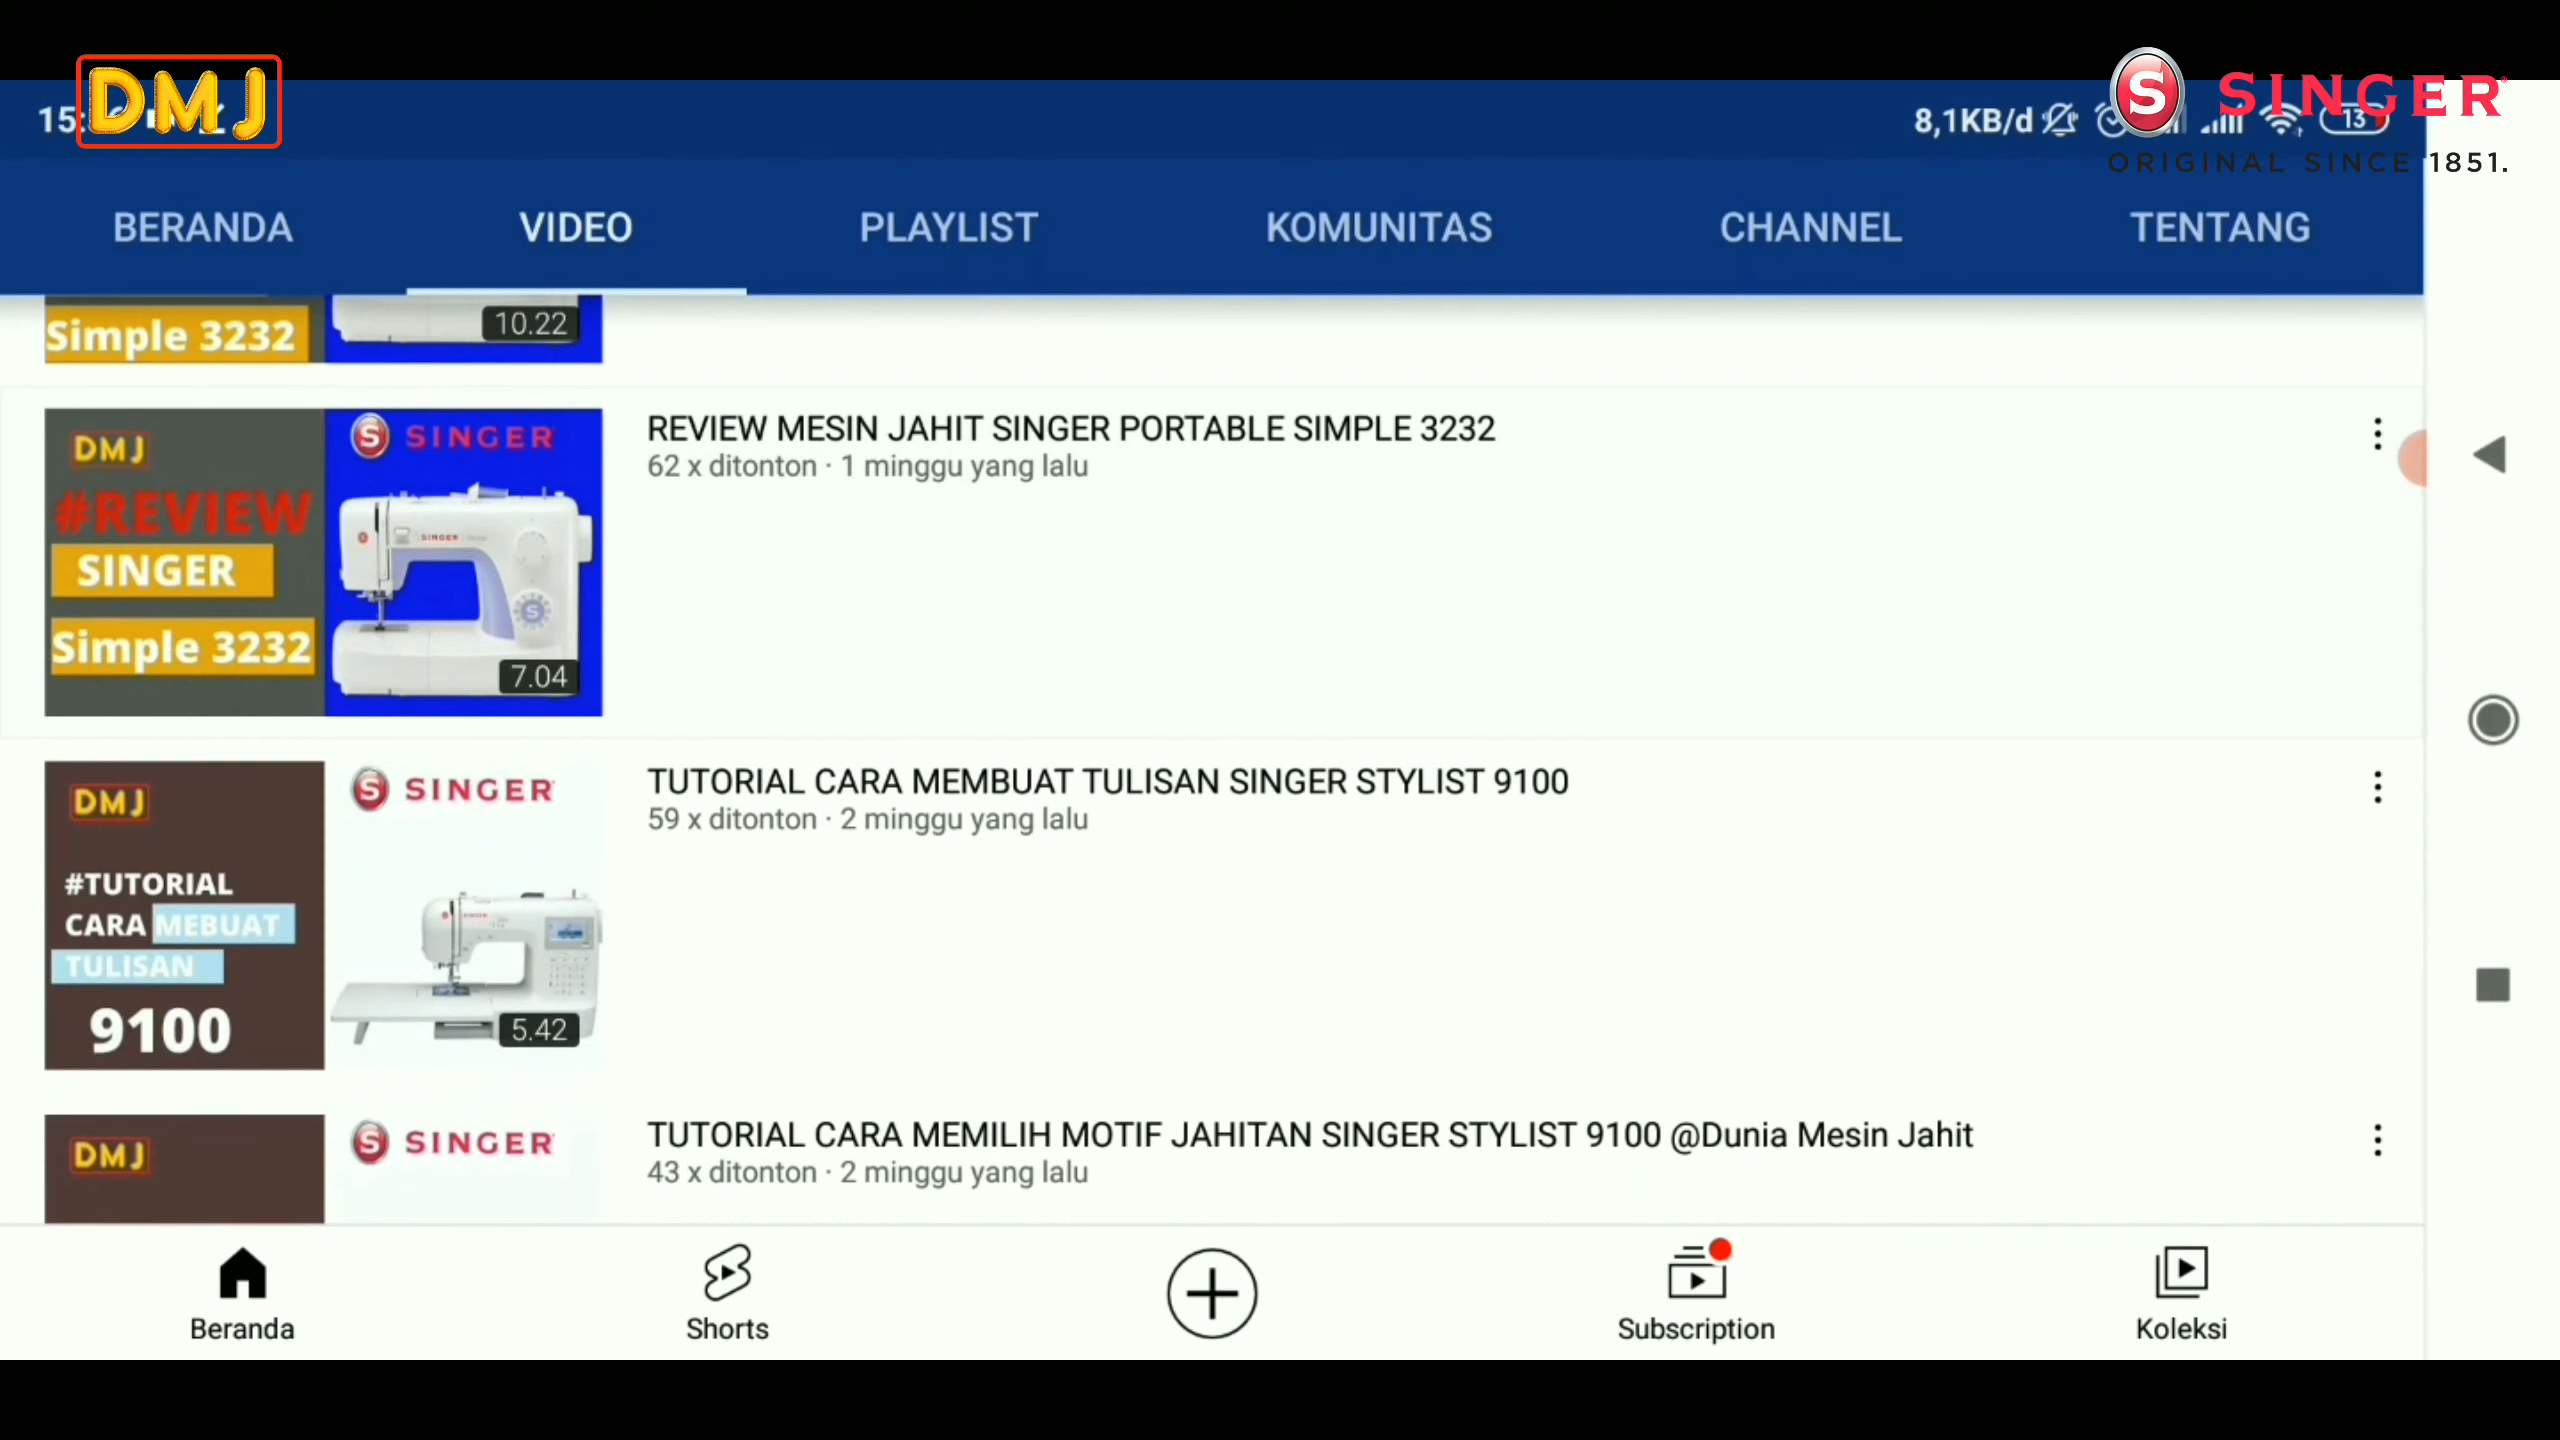 DMJ
SINGER
ORIGINAL SINCE 1851.
8,1KB/d
13
BERANDA VIDEO PLAYLIST KOMUNITAS CHANNEL TENTANG
Simple 3232
10.22
DMJ
#REVIEW
SINGER
Simple 3232
SINGER
SINGER
7.04
REVIEW MESIN JAHIT SINGER PORTABLE SIMPLE 3232
62 x ditonton · 1 minggu yang lalu
DMJ
#TUTORIAL
CARA MEBUAT
TULISAN
9100
SINGER
5.42
TUTORIAL CARA MEMBUAT TULISAN SINGER STYLIST 9100
59 x ditonton · 2 minggu yang lalu
DMJ
SINGER
TUTORIAL CARA MEMILIH MOTIF JAHITAN SINGER STYLIST 9100 @Dunia Mesin Jahit
43 x ditonton · 2 minggu yang lalu
Beranda Shorts Subscription Koleksi